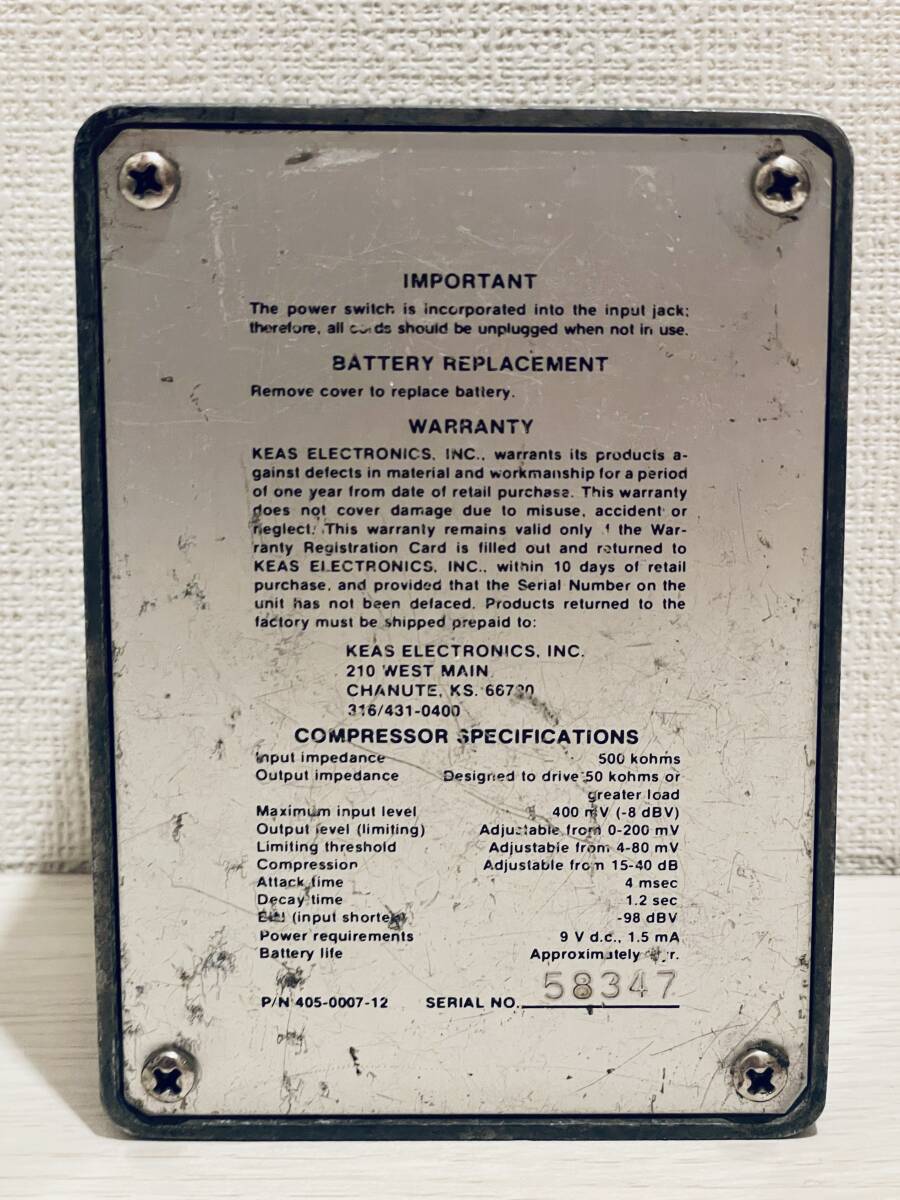 IMPORTANT
The power switch is incorporated into the input jack;
therefore, all cords should be unplugged when not in use.
BATTERY REPLACEMENT
Remove cover to replace battery.
WARRANTY
KEAS ELECTRONICS, INC., warrants its products a-
gainst defects in material and workmanship for a period
of one year from date of retail purchase. This warranty
does not cover damage due to misuse, accident or
neglect. This warranty remains valid only if the War-
ranty Registration Card is filled out and returned to
KEAS ELECTRONICS, INC., within 10 days of retail
purchase, and provided that the Serial Number on the
unit has not been defaced. Products returned to the
factory must be shipped prepaid to:
KEAS ELECTRONICS, INC.
210 WEST MAIN
CHANUTE, KS.
316/431-0400
COMPRESSOR SPECIFICATIONS
Input impedance 500 kohms
Output impedance Designed to drive 50 kohms or
greater load
Maximum input level 400 mV (-8 dBV)
Output level (limiting) Adjustable from 0-200 mV
Limiting threshold Adjustable from 4-80 mV
Compression Adjustable from 15-40 dB
Attack time 4 msec
Decay time 1.2 sec
(input shorted) -98 dBV
Power requirements 9 V d.c., 1.5 mA
Battery life Approximately yr.
P/N 405-0007-12 SERIAL NO. 58347